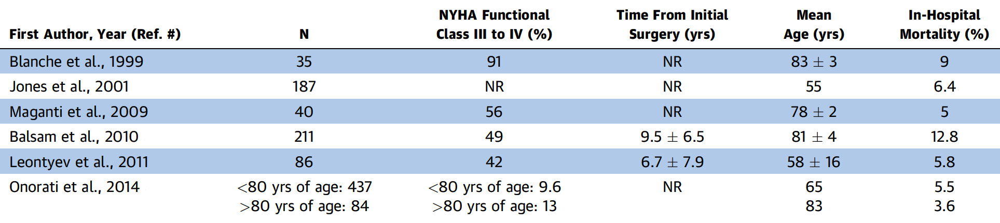 NYHA Functional Time From Initial Mean In-Hospital
First Author, Year (Ref. #) N Class III to IV (%) Surgery (yrs) Age (yrs) Mortality (%)
Blanche et al., 1999 35 91 NR 83 ± 3 9
Jones et al., 2001 187 NR NR 55 6.4
Maganti et al., 2009 40 56 NR 78 ± 2 5
Balsam et al., 2010 211 49 9.5 ± 6.5 81 ± 4 12.8
Leontyev et al., 2011 86 42 6.7 ± 7.9 58 ± 16 5.8
Onorati et al., 2014 <80 yrs of age: 437 <80 yrs of age: 9.6 NR 65 5.5
>80 yrs of age: 84 >80 yrs of age: 13 83 3.6